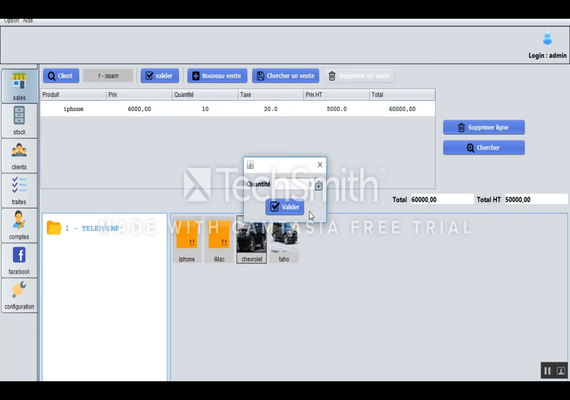 Option Aide
Login : admin
Client
1 - issam
valider
Nouveau vente
Chercher un vente
Supprimer un vente
Produit Prix Quantité Taxe Prix HT Total
iphone 6000,00 10 20.0 5000.0 60000,00
Supprimer ligne
Chercher
Quantité
Valider
Total 60000,00 Total HT 50000,00
TechSmith
MADE WITH CAMTASIA FREE TRIAL
1 - TELEPHONE
iphone
iMac
chevrolet
taho
sales
stock
clients
traites
comptes
facebook
configuration